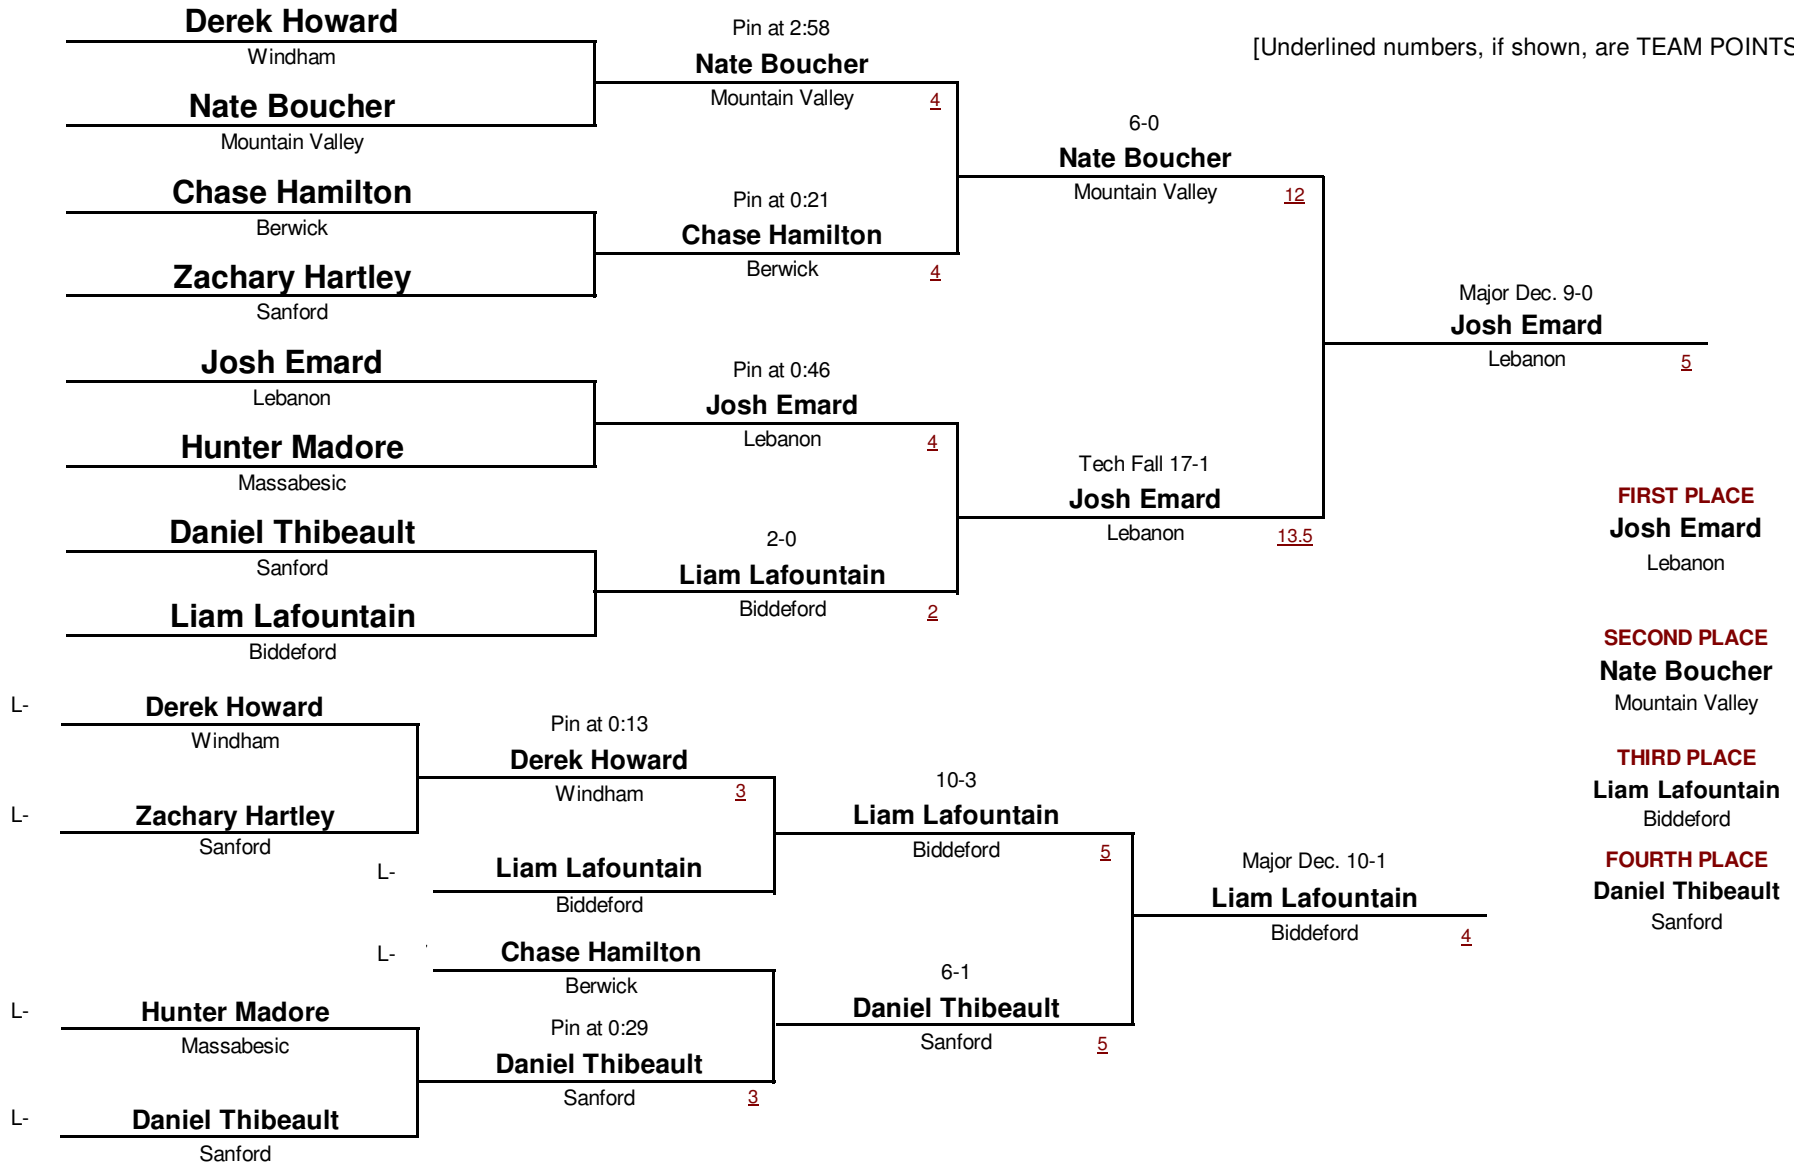 [Underlined numbers, if shown, are TEAM POINTS
Derek Howard
Windham
Nate Boucher
Mountain Valley
Chase Hamilton
Berwick
Zachary Hartley
Sanford
Josh Emard
Lebanon
Hunter Madore
Massabesic
Daniel Thibeault
Sanford
Liam Lafountain
Biddeford
Pin at 2:58
Nate Boucher
Mountain Valley 4
Pin at 0:21
Chase Hamilton
Berwick 4
Pin at 0:46
Josh Emard
Lebanon 4
2-0
Liam Lafountain
Biddeford 2
6-0
Nate Boucher
Mountain Valley 12
Tech Fall 17-1
Josh Emard
Lebanon 13.5
Major Dec. 9-0
Josh Emard
Lebanon 5
FIRST PLACE
Josh Emard
Lebanon
SECOND PLACE
Nate Boucher
Mountain Valley
THIRD PLACE
Liam Lafountain
Biddeford
FOURTH PLACE
Daniel Thibeault
Sanford
L- Derek Howard
Windham
L- Zachary Hartley
Sanford
L- Hunter Madore
Massabesic
L- Daniel Thibeault
Sanford
Pin at 0:13
Derek Howard
Windham 3
L- Liam Lafountain
Biddeford
L- Chase Hamilton
Berwick
Pin at 0:29
Daniel Thibeault
Sanford 3
10-3
Liam Lafountain
Biddeford 5
6-1
Daniel Thibeault
Sanford 5
Major Dec. 10-1
Liam Lafountain
Biddeford 4